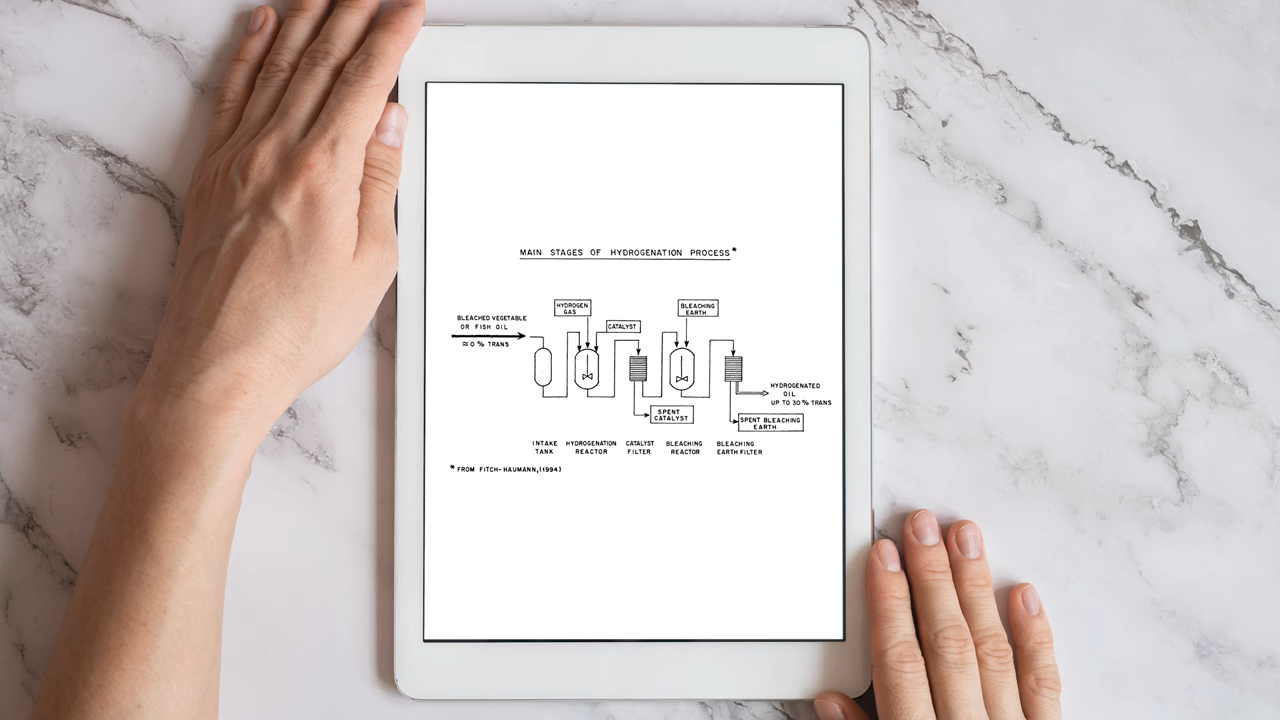 MAIN STAGES OF HYDROGENATION PROCESS*
HYDROGEN
GAS
BLEACHING
EARTH
BLEACHED VEGETABLE
OR FISH OIL
≈0 % TRANS
CATALYST
HYDROGENATED
OIL
UP TO 30 % TRANS
SPENT
CATALYST
SPENT BLEACHING
EARTH
INTAKE
TANK
HYDROGENATION
REACTOR
CATALYST
FILTER
BLEACHING
REACTOR
BLEACHING
EARTH FILTER
* FROM FITCH-HAUMANN,(1994)